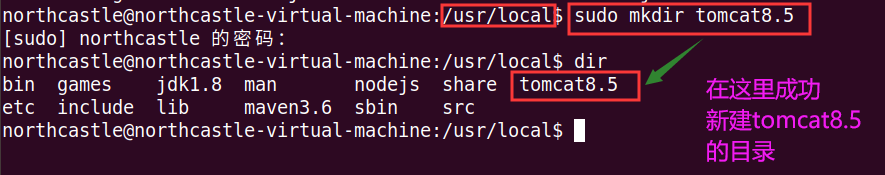 northcastle@northcastle-virtual-machine:/usr/local$ sudo mkdir tomcat8.5
[sudo] northcastle 的密码：
northcastle@northcastle-virtual-machine:/usr/local$ dir
bin  games    jdk1.8  man       nodejs  share  tomcat8.5
etc  include  lib     maven3.6  sbin    src
northcastle@northcastle-virtual-machine:/usr/local$
在这里成功
新建tomcat8.5
的目录